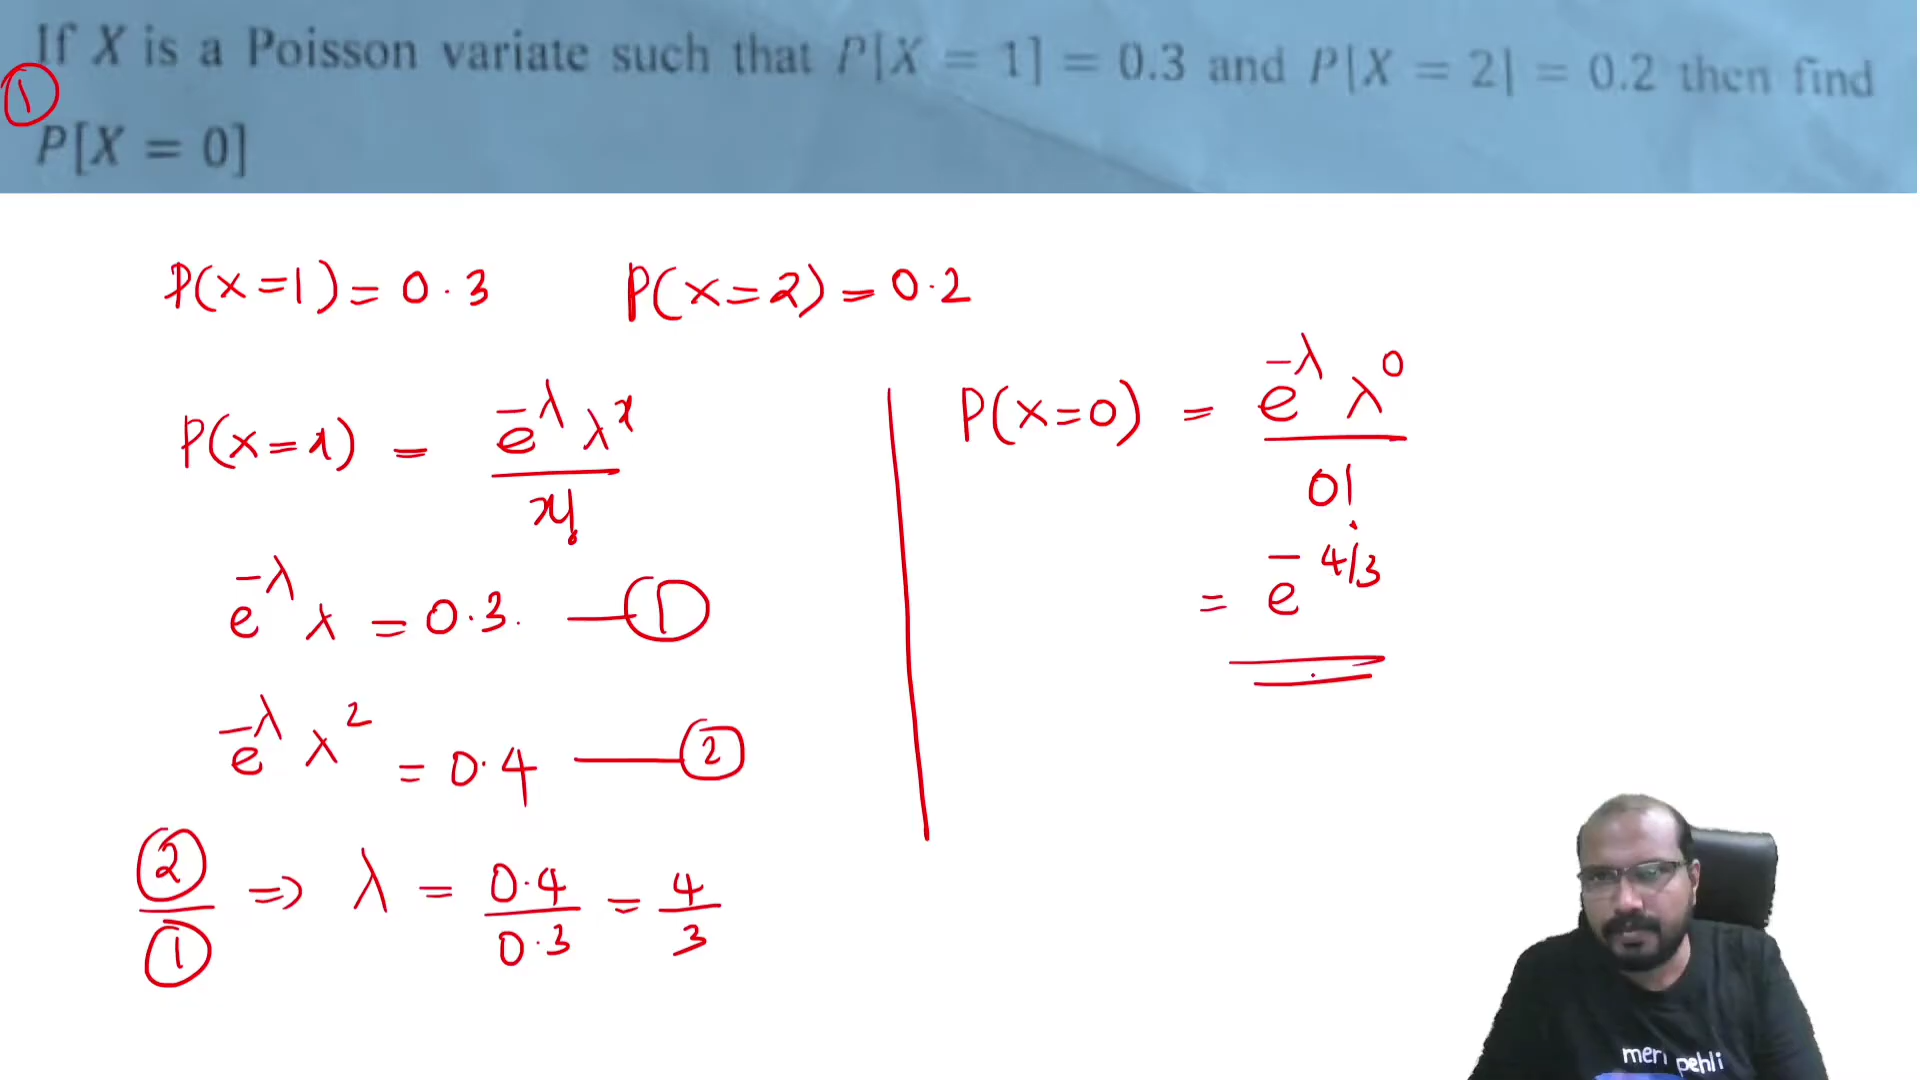 If X is a Poisson variate such that P[X = 1] = 0.3 and P[X = 2] = 0.2 then find
①
P[X = 0]
P(x=1) = 0.3    P(x=2) = 0.2
P(x=x) = e^{-λ} λ^x / x!
e^{-λ} λ = 0.3. — ①
e^{-λ} λ^2 = 0.4 — ②
②/① ⇒ λ = 0.4/0.3 = 4/3
P(x=0) = e^{-λ} λ^0 / 0!
= e^{-4/3}
meri pehli